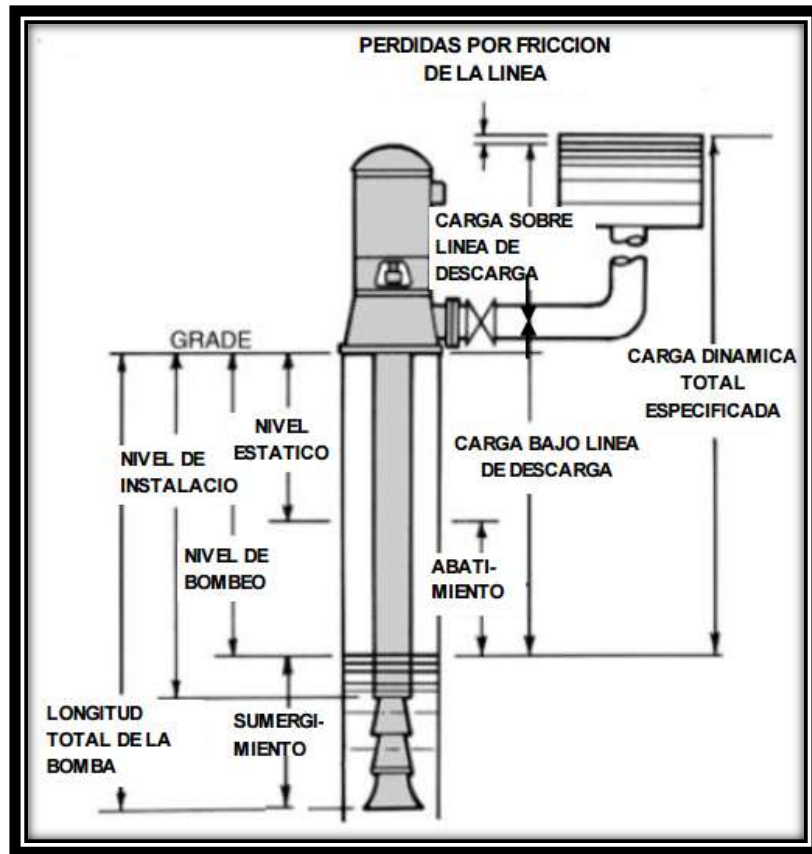 PERDIDAS POR FRICCION
DE LA LINEA
CARGA SOBRE
LINEA DE
DESCARGA
GRADE
CARGA DINAMICA
TOTAL
ESPECIFICADA
NIVEL
ESTATICO
CARGA BAJO LINEA
DE DESCARGA
NIVEL DE
INSTALACIO
NIVEL DE
BOMBEO
ABATI-
MIENTO
LONGITUD
TOTAL DE LA
BOMBA
SUMERGI-
MIENTO